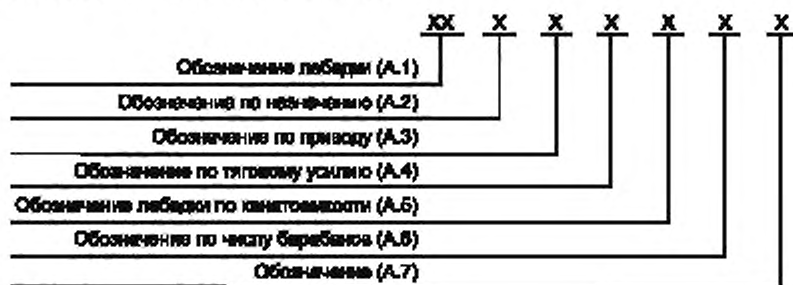 XX X X X X X X
Обозначение лебедки (А.1)
Обозначение по назначению (А.2)
Обозначение по приводу (А.3)
Обозначение по тяговому усилию (А.4)
Обозначение лебедки по канатоемкости (А.5)
Обозначение по числу барабанов (А.6)
Обозначение (А.7)